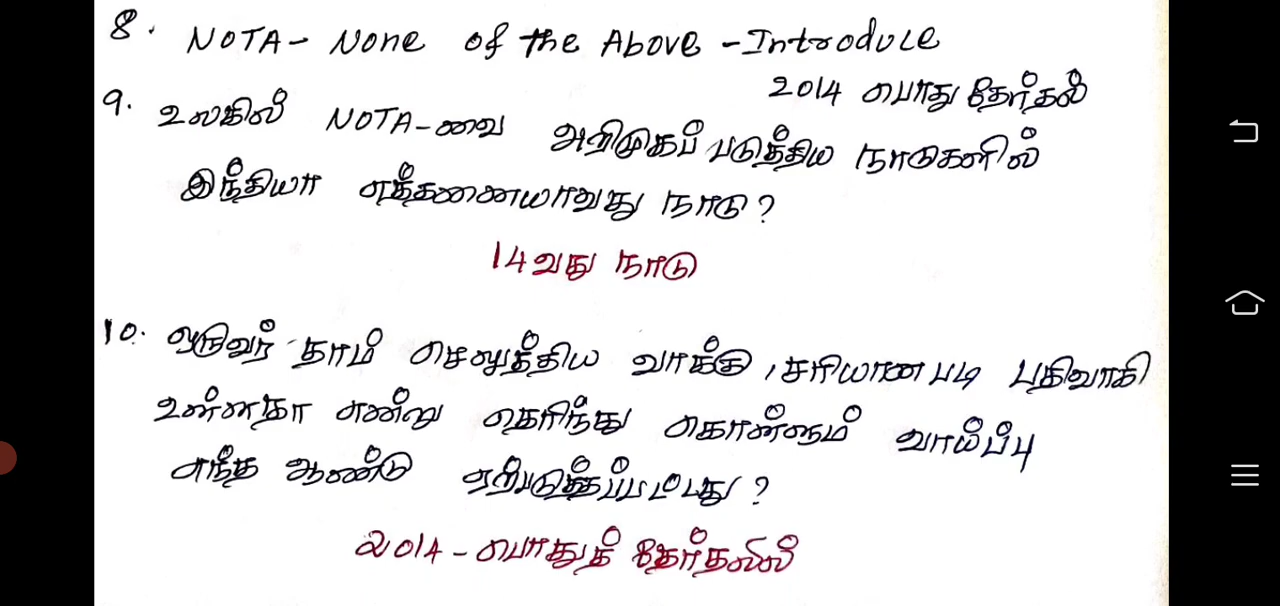 8. NOTA - None of the Above - Introduce
2014 பொது தேர்தல்
9. உலகில் NOTA-வை அறிமுகப் படுத்திய நாடுகளில்
இந்தியா எத்தனையாவது நாடு?
14 வது நாடு
10. ஒருவர் தாம் செலுத்திய வாக்கு, சரியான படி பதிவாகி
உள்ளதா என்று தெரிந்து கொள்ளும் வாய்ப்பு
எந்த ஆண்டு ஏற்படுத்தப்பட்டது?
2014 - பொதுத் தேர்தலில்